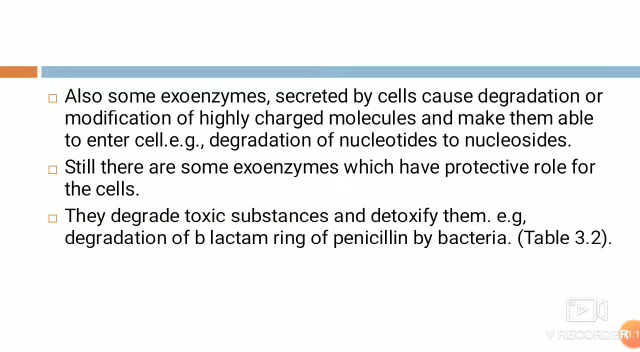 Also some exoenzymes, secreted by cells cause degradation or
modification of highly charged molecules and make them able
to enter cell.e.g., degradation of nucleotides to nucleosides.
Still there are some exoenzymes which have protective role for
the cells.
They degrade toxic substances and detoxify them. e.g,
degradation of b lactam ring of penicillin by bacteria. (Table 3.2).
V RECORDER